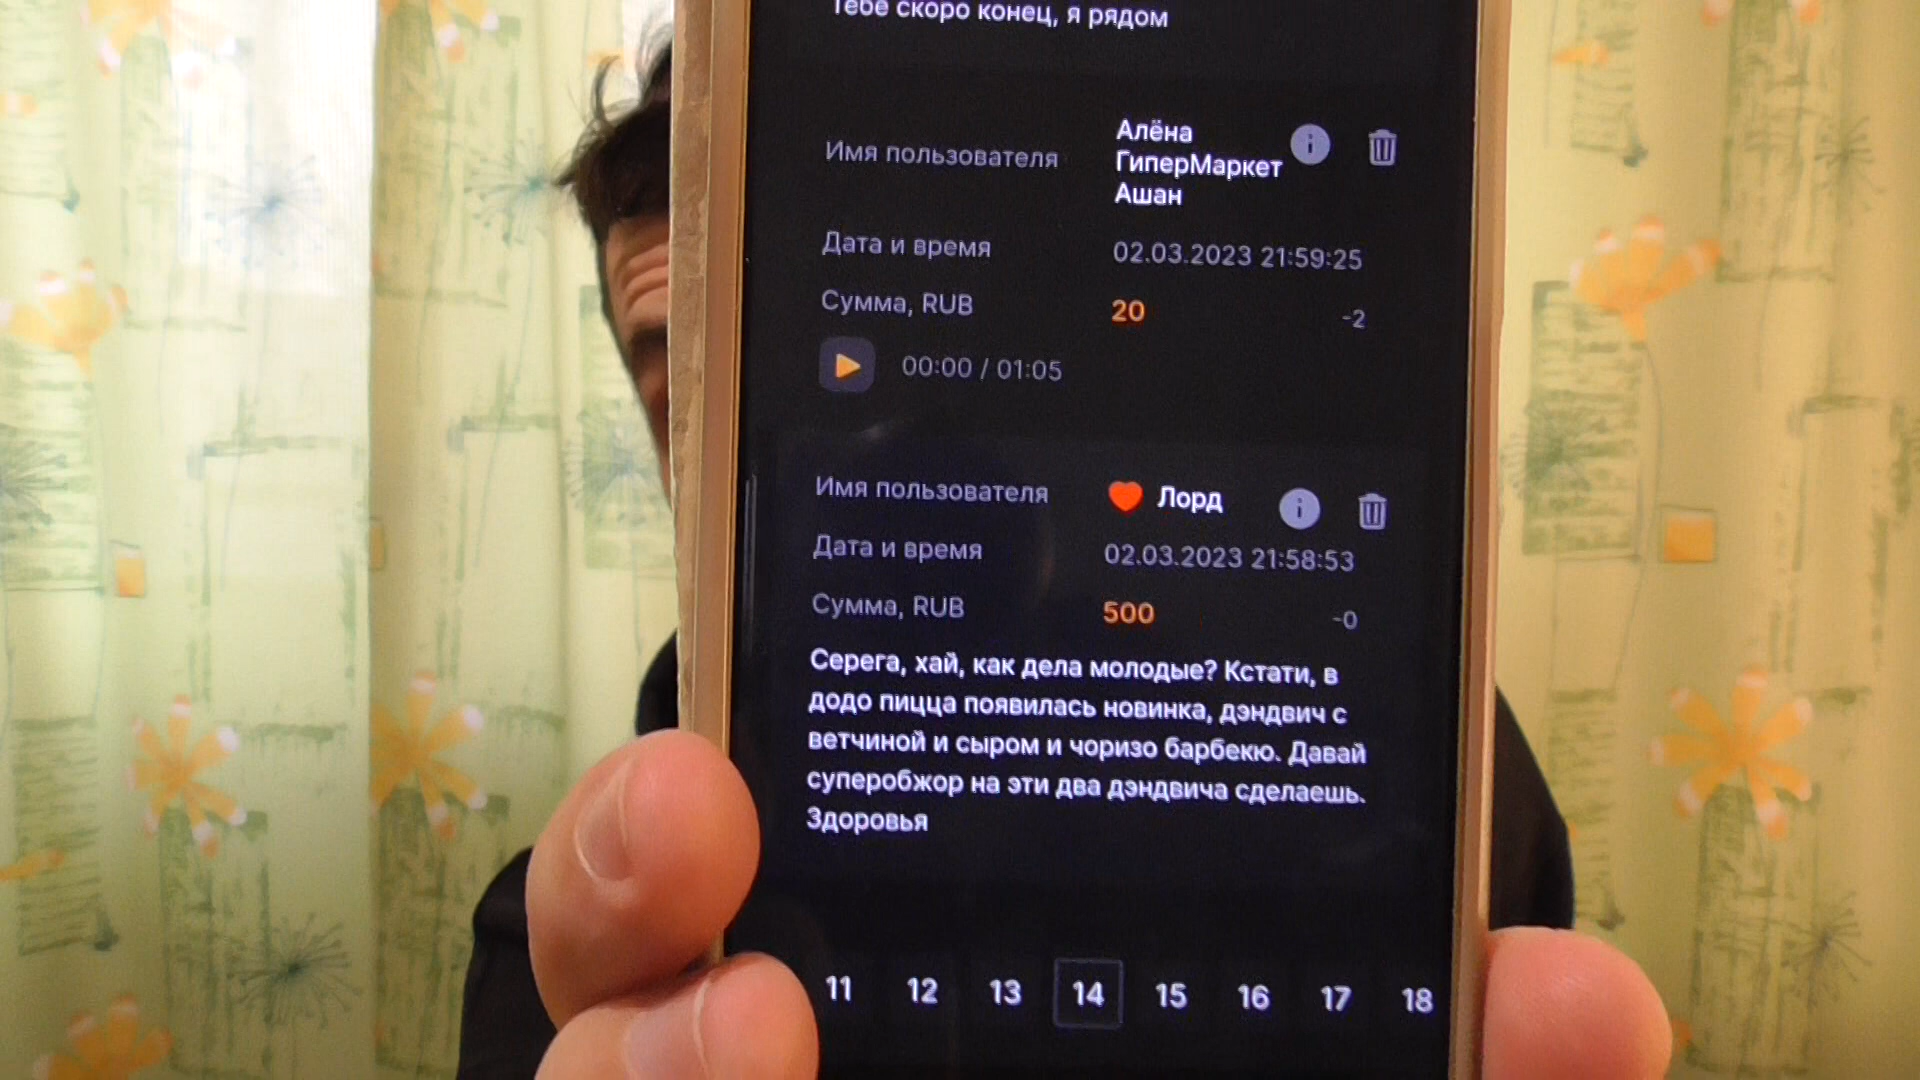 Тебе скоро конец, я рядом
Имя пользователя
Алёна
ГиперМаркет
Ашан
Дата и время 02.03.2023 21:59:25
Сумма, RUB 20 -2
00:00 / 01:05
Имя пользователя Лорд
Дата и время 02.03.2023 21:58:53
Сумма, RUB 500 -0
Серега, хай, как дела молодые? Кстати, в
додо пицца появилась новинка, дэндвич с
ветчиной и сыром и чоризо барбекю. Давай
суперобжор на эти два дэндвича сделаешь.
Здоровья
11 12 13 14 15 16 17 18